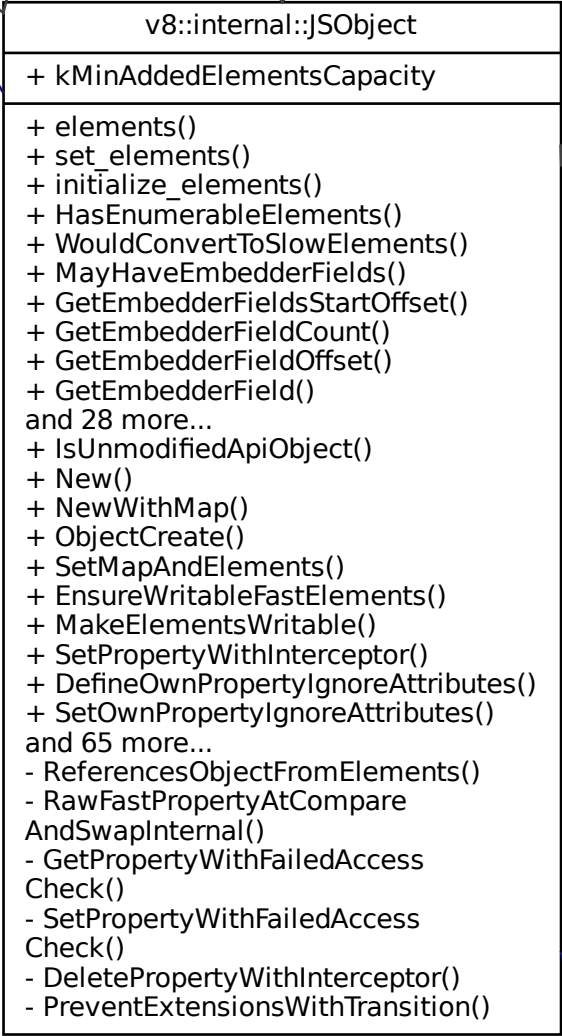 v8::internal::JSObject
+ kMinAddedElementsCapacity
+ elements()
+ set_elements()
+ initialize_elements()
+ HasEnumerableElements()
+ WouldConvertToSlowElements()
+ MayHaveEmbedderFields()
+ GetEmbedderFieldsStartOffset()
+ GetEmbedderFieldCount()
+ GetEmbedderFieldOffset()
+ GetEmbedderField()
and 28 more...
+ IsUnmodifiedApiObject()
+ New()
+ NewWithMap()
+ ObjectCreate()
+ SetMapAndElements()
+ EnsureWritableFastElements()
+ MakeElementsWritable()
+ SetPropertyWithInterceptor()
+ DefineOwnPropertyIgnoreAttributes()
+ SetOwnPropertyIgnoreAttributes()
and 65 more...
- ReferencesObjectFromElements()
- RawFastPropertyAtCompare
AndSwapInternal()
- GetPropertyWithFailedAccess
Check()
- SetPropertyWithFailedAccess
Check()
- DeletePropertyWithInterceptor()
- PreventExtensionsWithTransition()